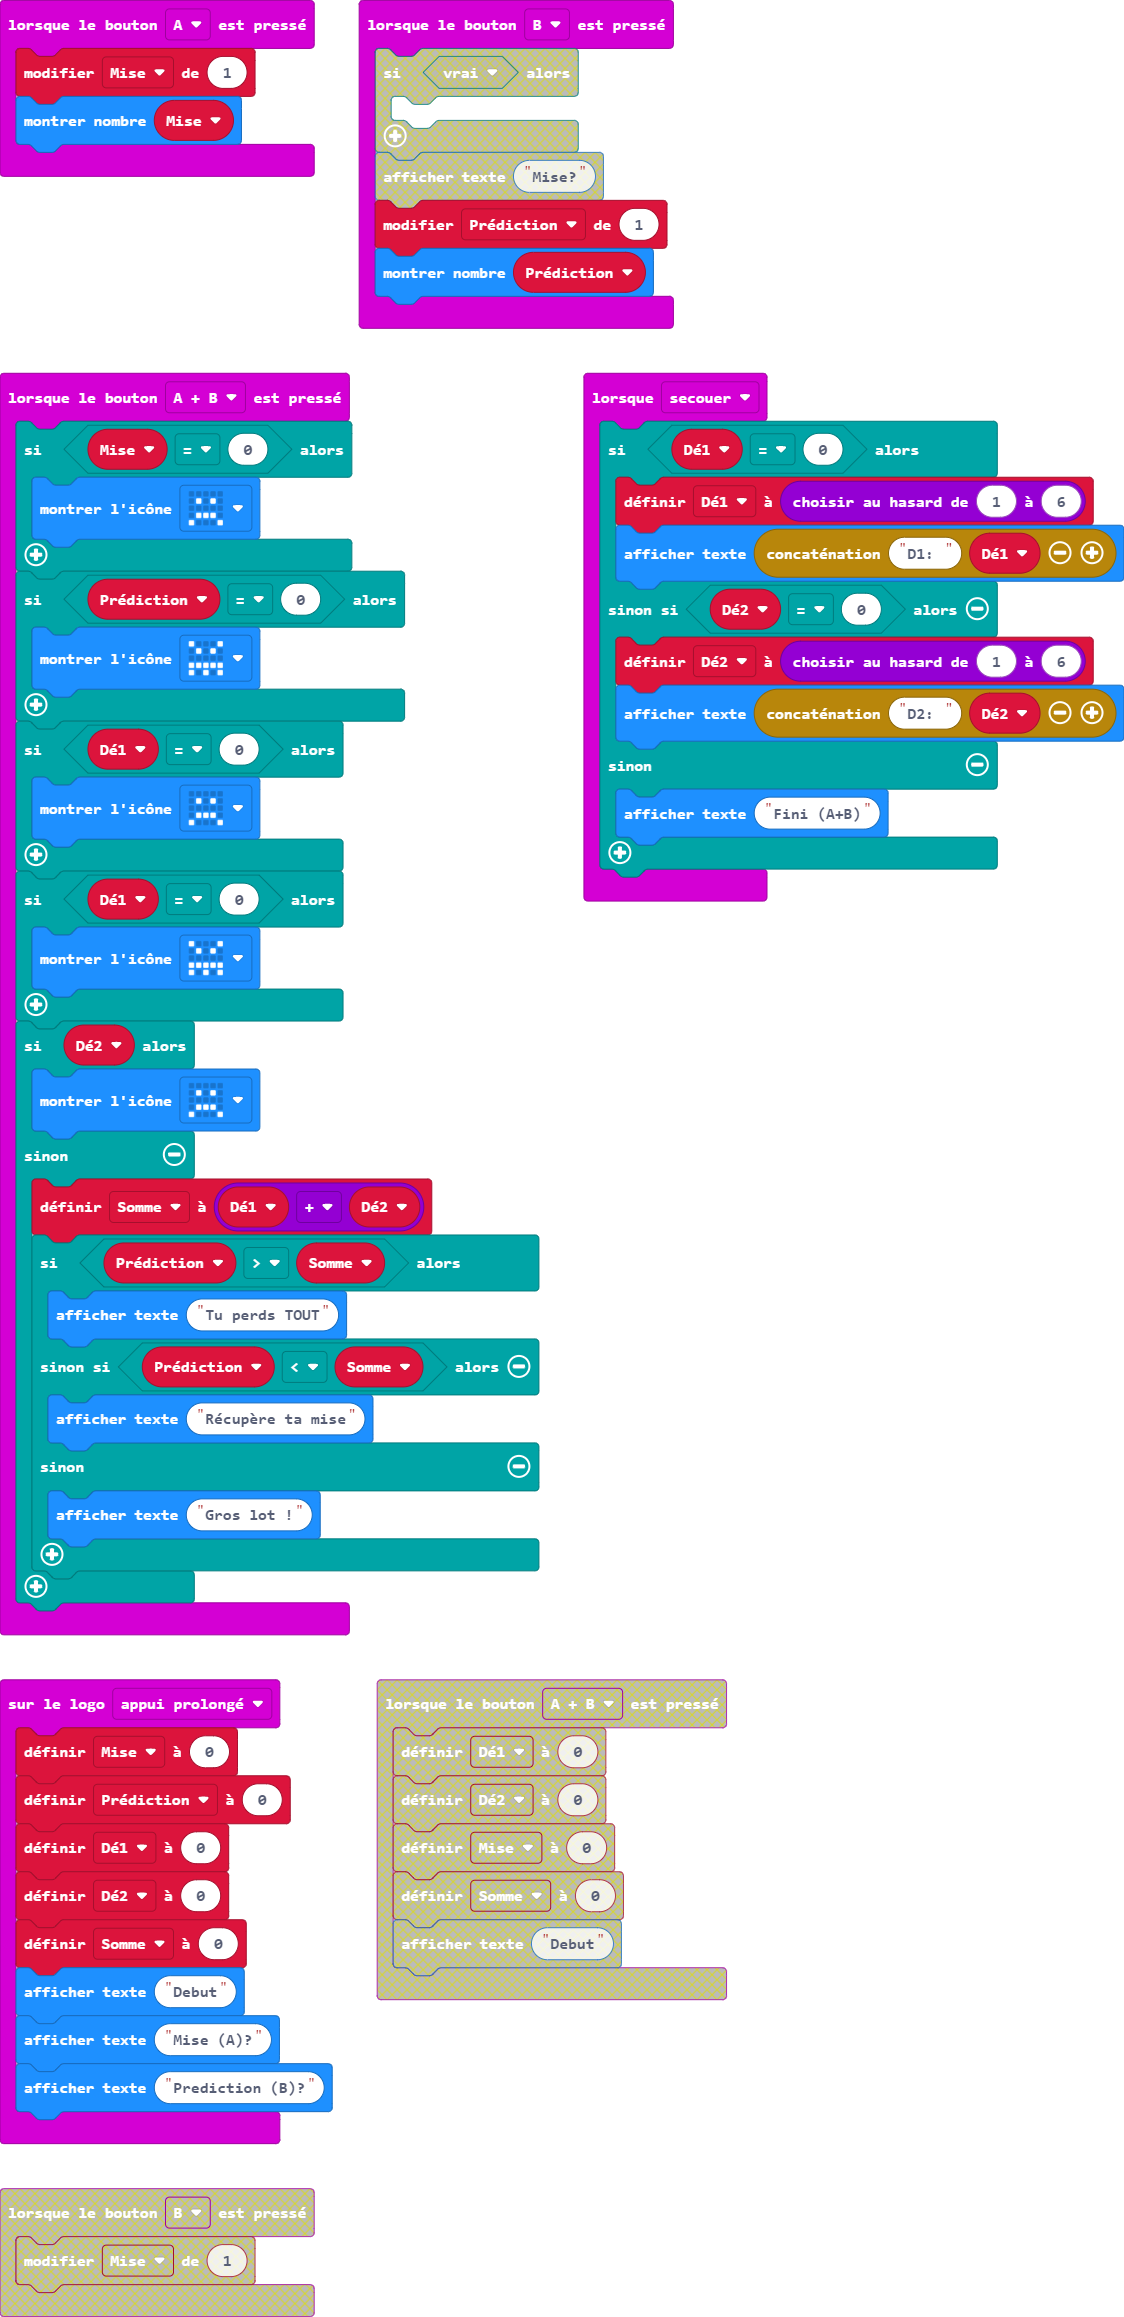 lorsque le bouton A est pressé
modifier Mise de 1
montrer nombre Mise
lorsque le bouton B est pressé
si vrai alors
afficher texte "Mise?"
modifier Prédiction de 1
montrer nombre Prédiction
lorsque le bouton A + B est pressé
si Mise = 0 alors
montrer l'icône
si Prédiction = 0 alors
montrer l'icône
si Dé1 = 0 alors
montrer l'icône
si Dé1 = 0 alors
montrer l'icône
si Dé2 alors
montrer l'icône
sinon
définir Somme à Dé1 + Dé2
si Prédiction > Somme alors
afficher texte "Tu perds TOUT"
sinon si Prédiction < Somme alors
afficher texte "Récupère ta mise"
sinon
afficher texte "Gros lot !"
lorsque secouer
si Dé1 = 0 alors
définir Dé1 à choisir au hasard de 1 à 6
afficher texte concaténation "D1: " Dé1
sinon si Dé2 = 0 alors
définir Dé2 à choisir au hasard de 1 à 6
afficher texte concaténation "D2: " Dé2
sinon
afficher texte "Fini (A+B)"
sur le logo appui prolongé
définir Mise à 0
définir Prédiction à 0
définir Dé1 à 0
définir Dé2 à 0
définir Somme à 0
afficher texte "Debut"
afficher texte "Mise (A)?"
afficher texte "Prediction (B)?"
lorsque le bouton A + B est pressé
définir Dé1 à 0
définir Dé2 à 0
définir Mise à 0
définir Somme à 0
afficher texte "Debut"
lorsque le bouton B est pressé
modifier Mise de 1